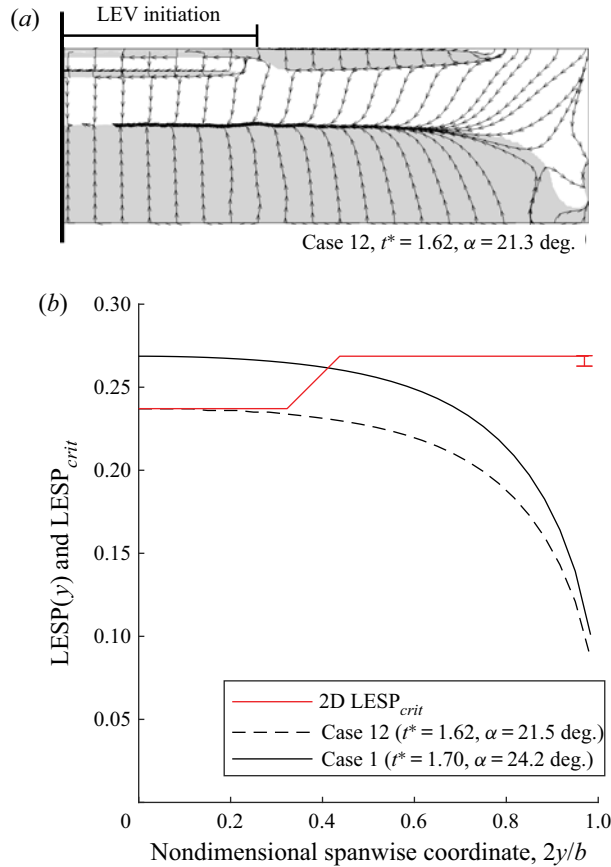 (a)
LEV initiation
Case 12, t* = 1.62, α = 21.3 deg.
(b)
0.30
0.25
0.20
0.15
0.10
0.05
LESP(y) and LESP_crit
2D LESP_crit
Case 12 (t* = 1.62, α = 21.5 deg.)
Case 1 (t* = 1.70, α = 24.2 deg.)
0 0.2 0.4 0.6 0.8 1.0
Nondimensional spanwise coordinate, 2y/b